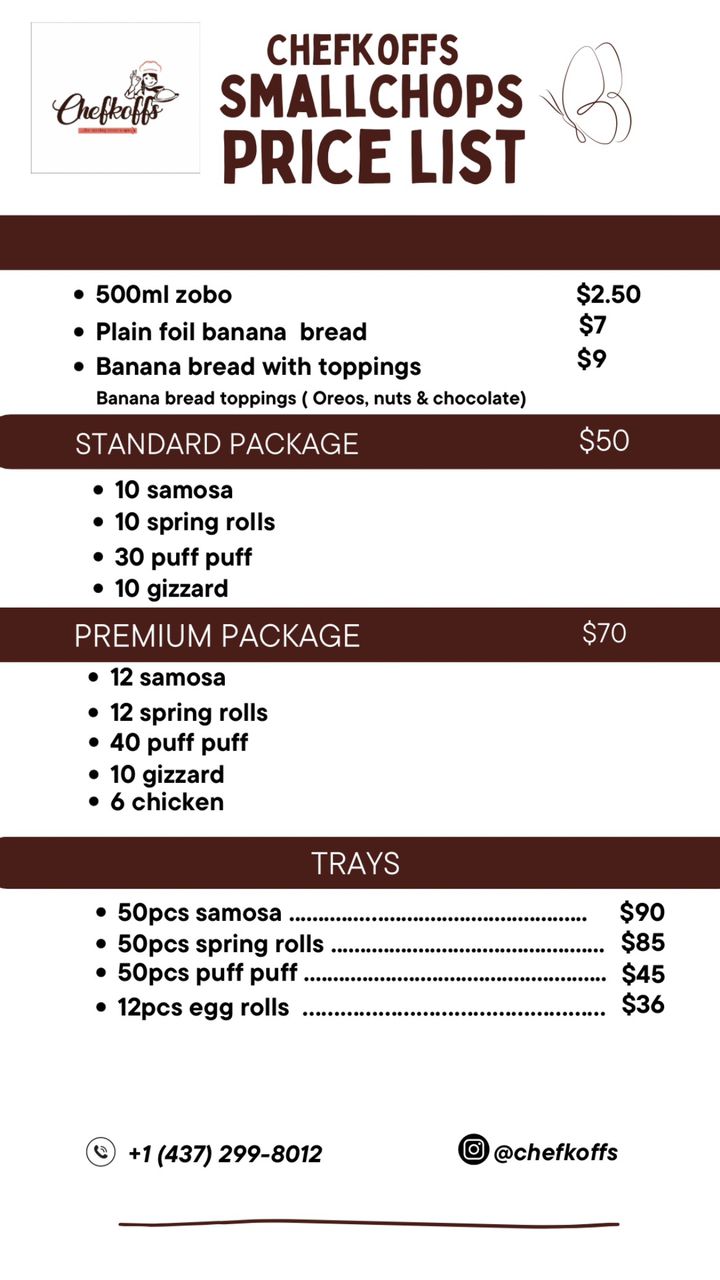 Chefkoffs
CHEFKOFFS
SMALLCHOPS
PRICE LIST
• 500ml zobo $2.50
• Plain foil banana bread $7
• Banana bread with toppings $9
Banana bread toppings ( Oreos, nuts & chocolate)
STANDARD PACKAGE $50
• 10 samosa
• 10 spring rolls
• 30 puff puff
• 10 gizzard
PREMIUM PACKAGE $70
• 12 samosa
• 12 spring rolls
• 40 puff puff
• 10 gizzard
• 6 chicken
TRAYS
• 50pcs samosa ................................................ $90
• 50pcs spring rolls ............................................ $85
• 50pcs puff puff ................................................ $45
• 12pcs egg rolls ................................................ $36
+1 (437) 299-8012 @chefkoffs